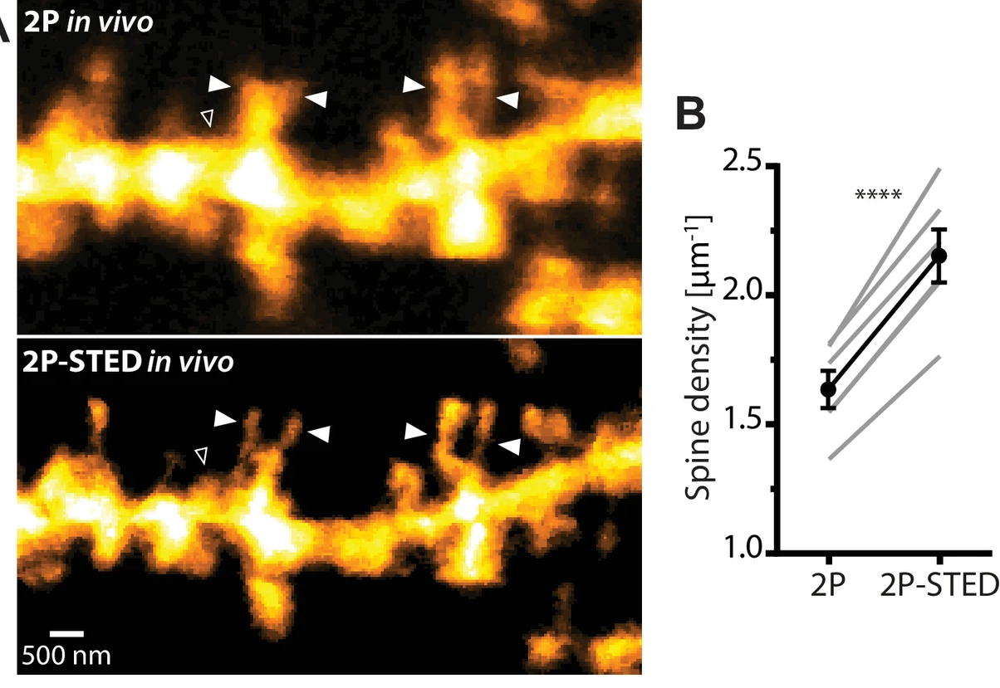 A
2P in vivo
2P-STED in vivo
500 nm
B
Spine density [µm⁻¹]
2.5
2.0
1.5
1.0
****
2P
2P-STED